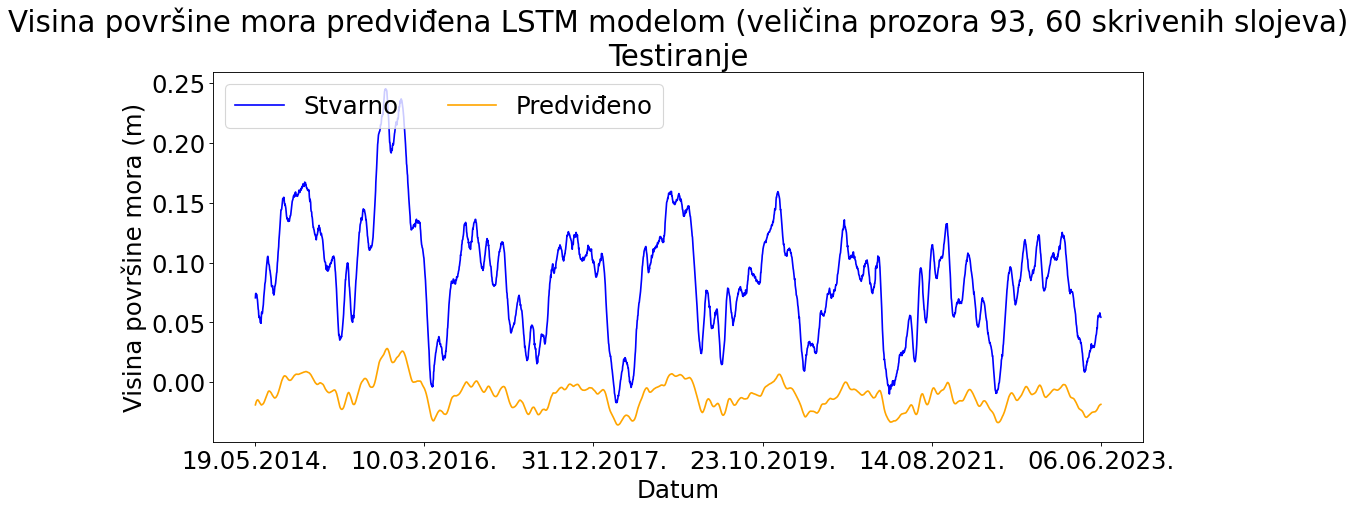 Visina površine mora predviđena LSTM modelom (veličina prozora 93, 60 skrivenih slojeva)
Testiranje
Stvarno Predviđeno
Visina površine mora (m)
0.25
0.20
0.15
0.10
0.05
0.00
19.05.2014. 10.03.2016. 31.12.2017. 23.10.2019. 14.08.2021. 06.06.2023.
Datum